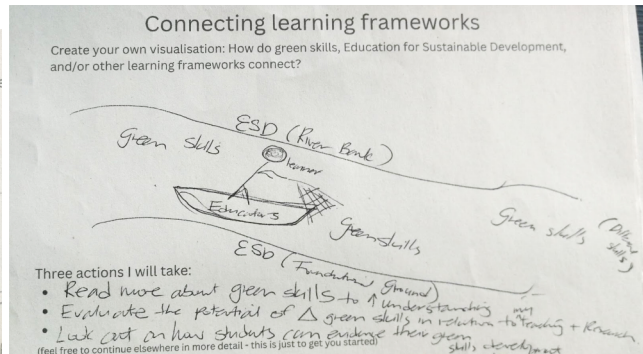 Connecting learning frameworks
Create your own visualisation: How do green skills, Education for Sustainable Development,
and/or other learning frameworks connect?
ESD (River Bank)
Green skills
learner
Educators
Green skills
Green skills
ESD (Foundation Ground)
Three actions I will take:
• Read more about green skills to ↑ understanding
• Evaluate the potential of Δ green skills in relation to my Teaching + Research
• Look out on how students can evidence their green
skills development
(feel free to continue elsewhere in more detail - this is just to get you started)